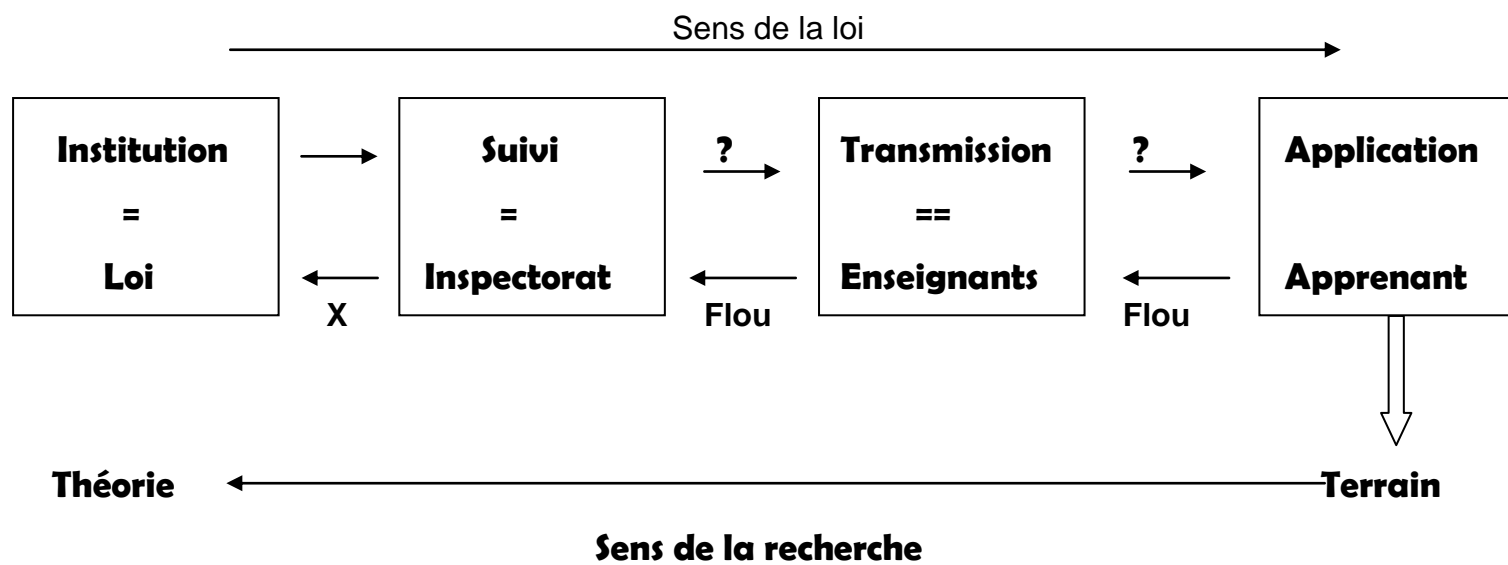 Sens de la loi
Institution
=
Loi
Suivi
=
Inspectorat
?
Transmission
==
Enseignants
?
Application
Apprenant
X
Flou
Flou
Théorie
Terrain
Sens de la recherche